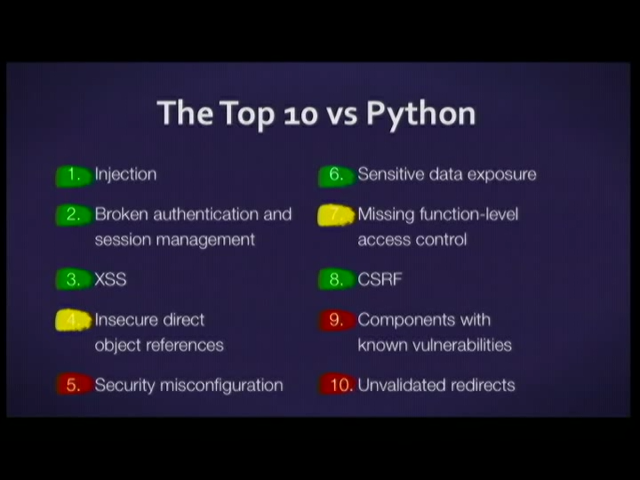 The Top 10 vs Python
1. Injection
2. Broken authentication and
session management
3. XSS
4. Insecure direct
object references
5. Security misconfiguration
6. Sensitive data exposure
7. Missing function-level
access control
8. CSRF
9. Components with
known vulnerabilities
10. Unvalidated redirects